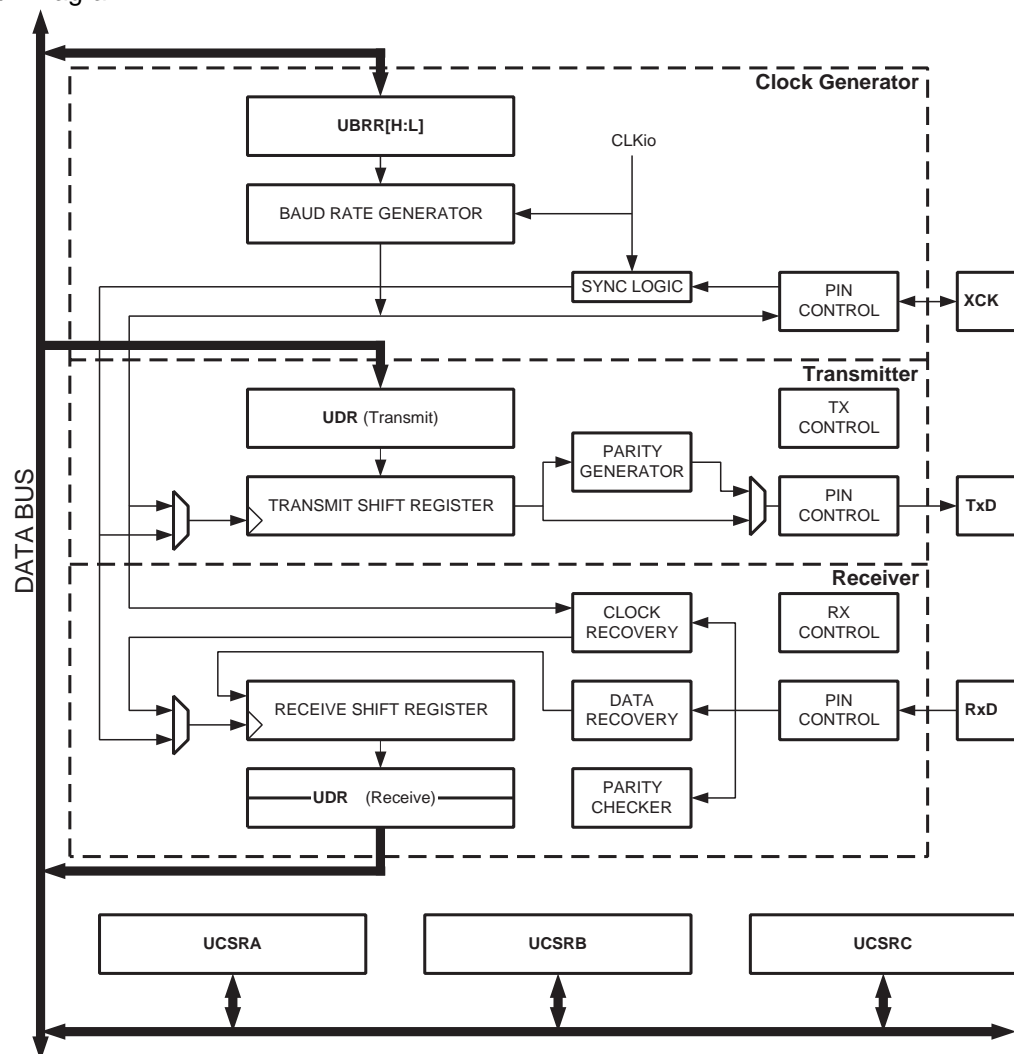 Clock Generator
UBRR[H:L]
CLKio
BAUD RATE GENERATOR
SYNC LOGIC
PIN
CONTROL
XCK
Transmitter
UDR (Transmit)
TX
CONTROL
PARITY
GENERATOR
TRANSMIT SHIFT REGISTER
PIN
CONTROL
TxD
DATA BUS
Receiver
CLOCK
RECOVERY
RX
CONTROL
RECEIVE SHIFT REGISTER
DATA
RECOVERY
PIN
CONTROL
RxD
UDR (Receive)
PARITY
CHECKER
UCSRA
UCSRB
UCSRC